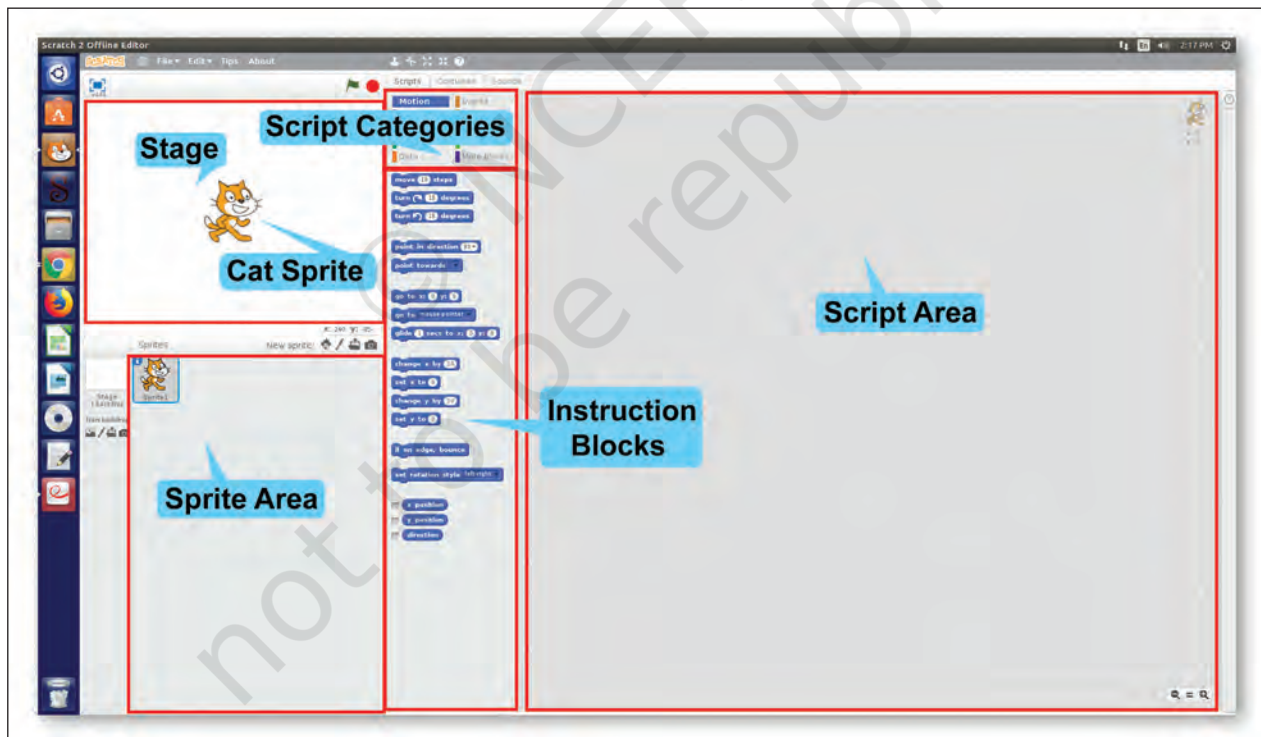 Scratch 2 Offline Editor
En 2:17 PM
SCRATCH File Edit Tips About
Scripts Costumes Sounds
Motion Events
Script Categories
Data More Blocks
Stage
Cat Sprite
move 10 steps
turn 15 degrees
turn 15 degrees
point in direction
point towards
go to x: 0 y: 0
go to mouse-pointer
glide 1 secs to x: 0 y: 0
change x by 10
set x to 0
change y by 10
set y to 0
if on edge, bounce
set rotation style left-right
x position
y position
direction
Script Area
Instruction
Blocks
Sprites New sprite:
Stage
Sprite1
Sprite Area
not to be republ
© NCE